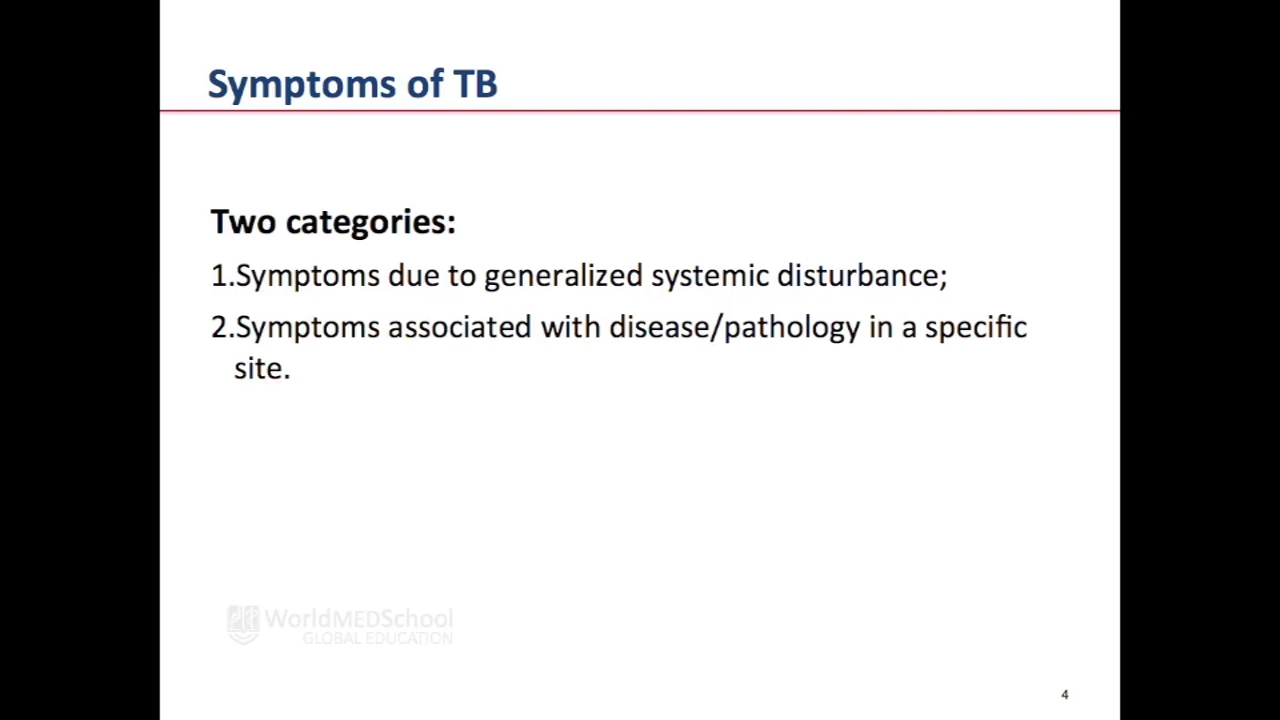 Symptoms of TB
Two categories:
1.Symptoms due to generalized systemic disturbance;
2.Symptoms associated with disease/pathology in a specific
site.
WorldMEDSchool
GLOBAL EDUCATION
4